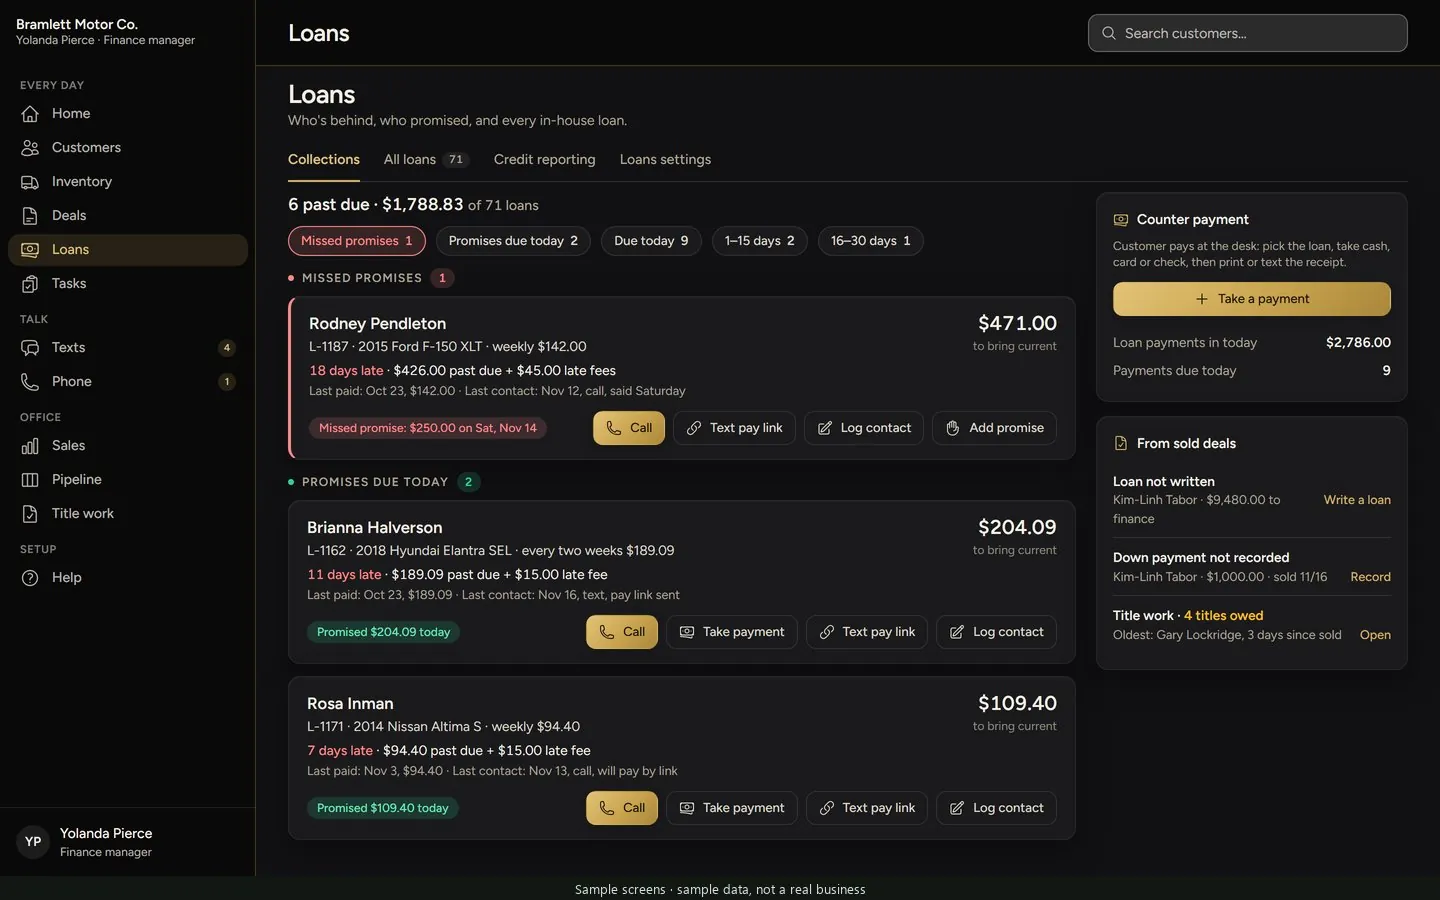 Bramlett Motor Co.
Yolanda Pierce · Finance manager
EVERY DAY
Home
Customers
Inventory
Deals
Loans
Tasks
TALK
Texts 4
Phone 1
OFFICE
Sales
Pipeline
Title work
SETUP
Help
YP
Yolanda Pierce
Finance manager
Loans
Search customers...
Loans
Who's behind, who promised, and every in-house loan.
Collections All loans 71 Credit reporting Loans settings
6 past due · $1,788.83 of 71 loans
Missed promises 1 Promises due today 2 Due today 9 1–15 days 2 16–30 days 1
MISSED PROMISES 1
Rodney Pendleton $471.00
L-1187 · 2015 Ford F-150 XLT · weekly $142.00 to bring current
18 days late · $426.00 past due + $45.00 late fees
Last paid: Oct 23, $142.00 · Last contact: Nov 12, call, said Saturday
Missed promise: $250.00 on Sat, Nov 14 Call Text pay link Log contact Add promise
PROMISES DUE TODAY 2
Brianna Halverson $204.09
L-1162 · 2018 Hyundai Elantra SEL · every two weeks $189.09 to bring current
11 days late · $189.09 past due + $15.00 late fee
Last paid: Oct 23, $189.09 · Last contact: Nov 16, text, pay link sent
Promised $204.09 today Call Take payment Text pay link Log contact
Rosa Inman $109.40
L-1171 · 2014 Nissan Altima S · weekly $94.40 to bring current
7 days late · $94.40 past due + $15.00 late fee
Last paid: Nov 3, $94.40 · Last contact: Nov 13, call, will pay by link
Promised $109.40 today Call Take payment Text pay link Log contact
Counter payment
Customer pays at the desk: pick the loan, take cash,
card or check, then print or text the receipt.
+ Take a payment
Loan payments in today $2,786.00
Payments due today 9
From sold deals
Loan not written
Kim-Linh Tabor · $9,480.00 to Write a loan
finance
Down payment not recorded
Kim-Linh Tabor · $1,000.00 · sold 11/16 Record
Title work · 4 titles owed
Oldest: Gary Lockridge, 3 days since sold Open
Sample screens · sample data, not a real business